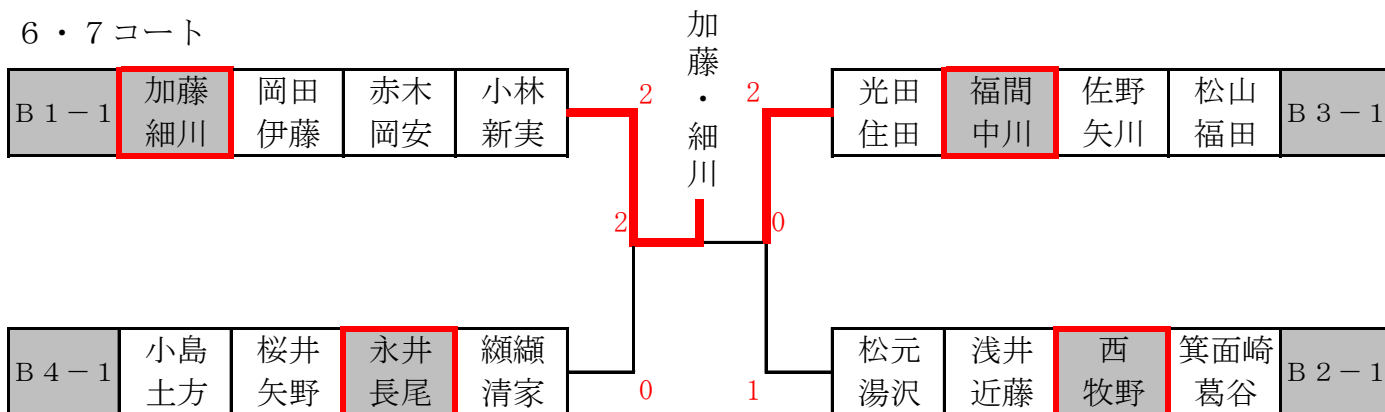 6・7コート
加藤・細川
B1-1 加藤 岡田 赤木 小林
細川 伊藤 岡安 新実
2 2
光田 福間 佐野 松山 B3-1
住田 中川 矢川 福田
2 0
B4-1 小島 桜井 永井 纐纈
土方 矢野 長尾 清家
0 1
松元 浅井 西 箕面崎 B2-1
湯沢 近藤 牧野 葛谷